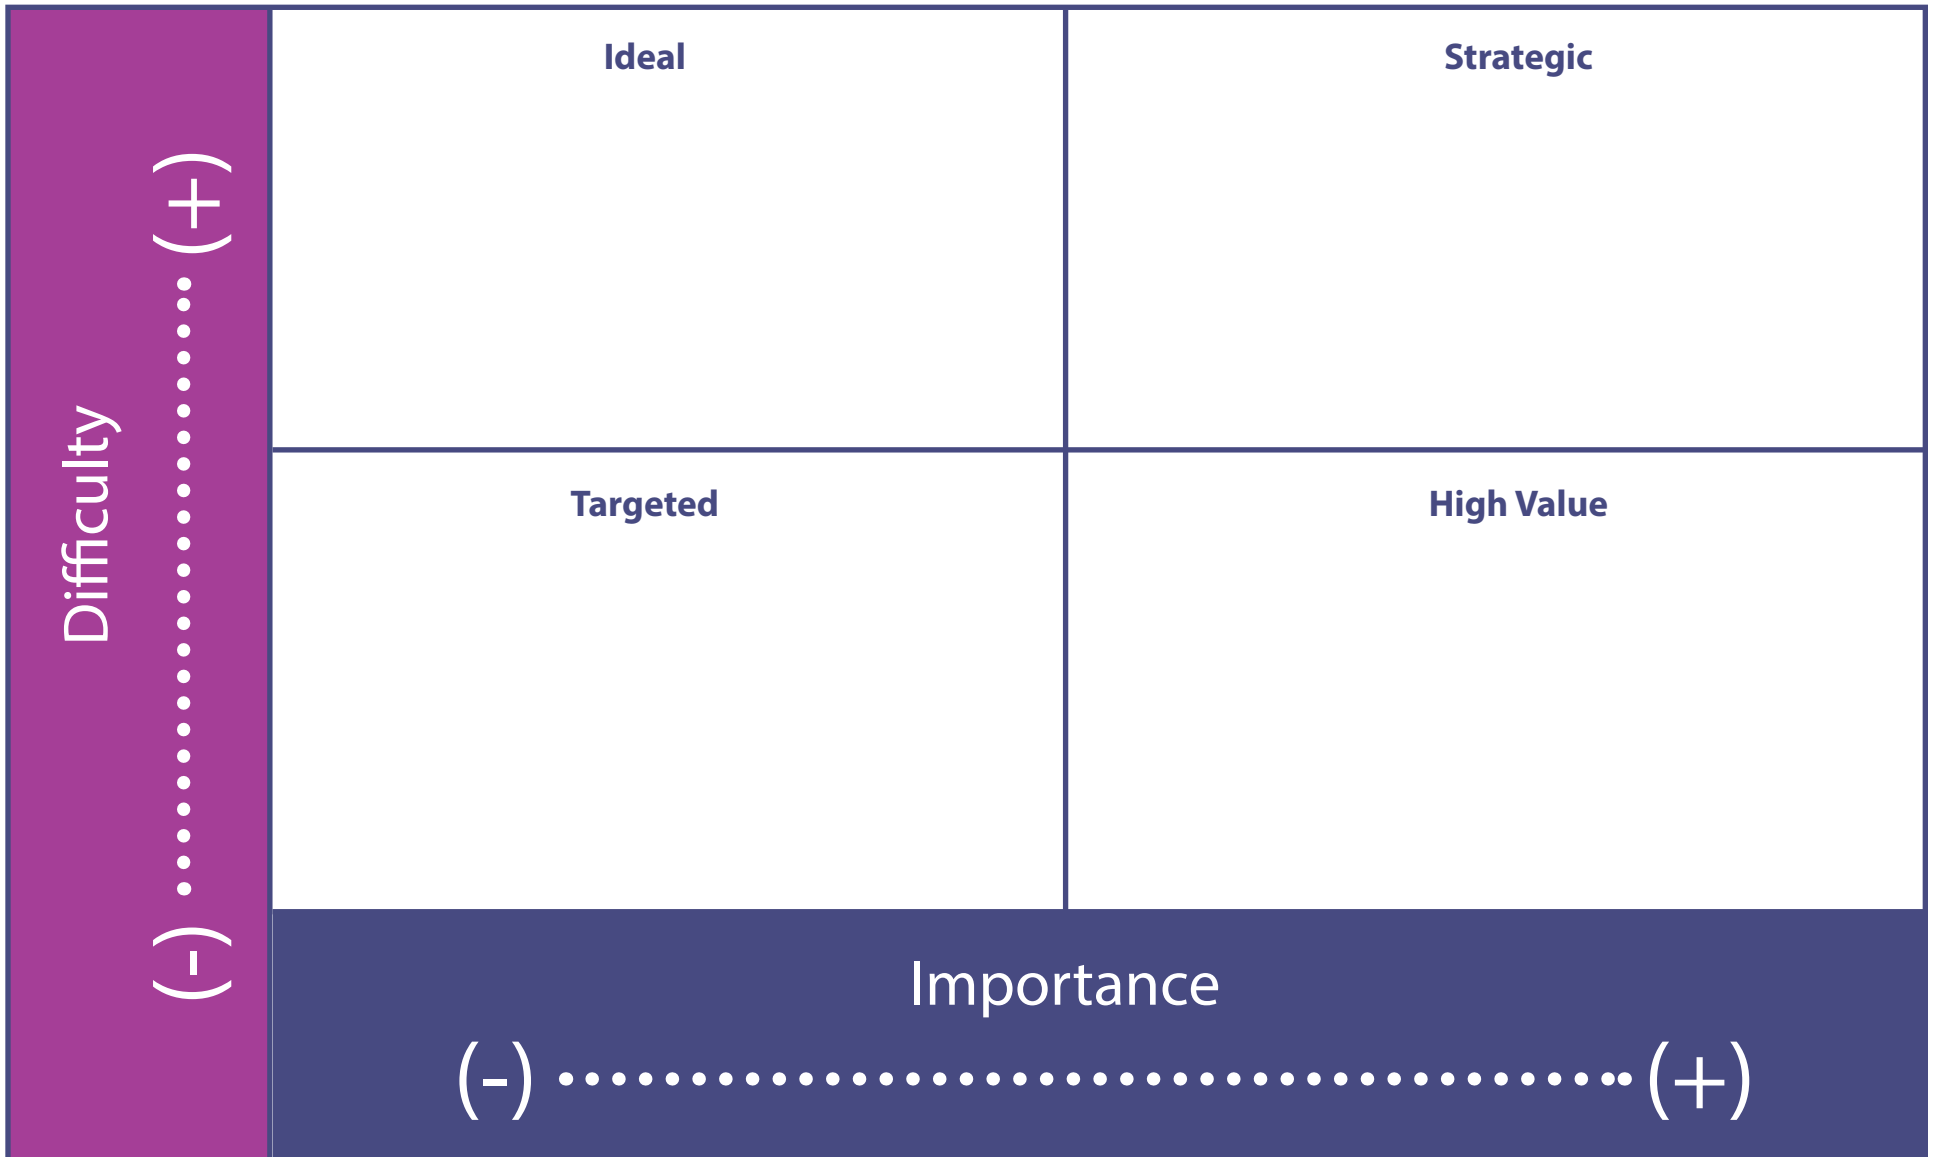 Ideal
Strategic
Difficulty
(+)
(-)
Targeted
High Value
Importance
(-)
(+)